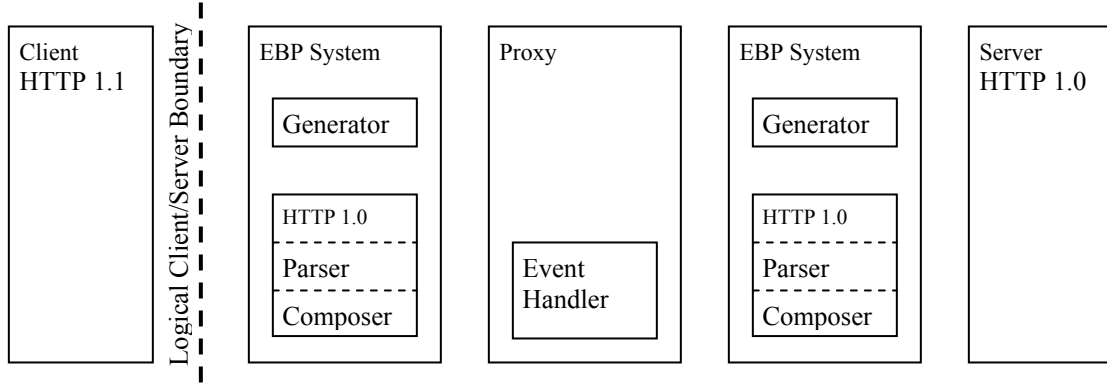 Client
HTTP 1.1
Logical Client/Server Boundary
EBP System
Generator
HTTP 1.0
Parser
Composer
Proxy
Event
Handler
EBP System
Generator
HTTP 1.0
Parser
Composer
Server
HTTP 1.0